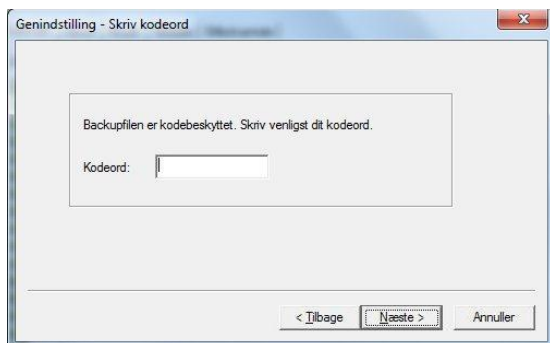 Genindstilling - Skriv kodeord
Backupfilen er kodebeskyttet. Skriv venligst dit kodeord.
Kodeord:
< Tilbage
Næste >
Annuller